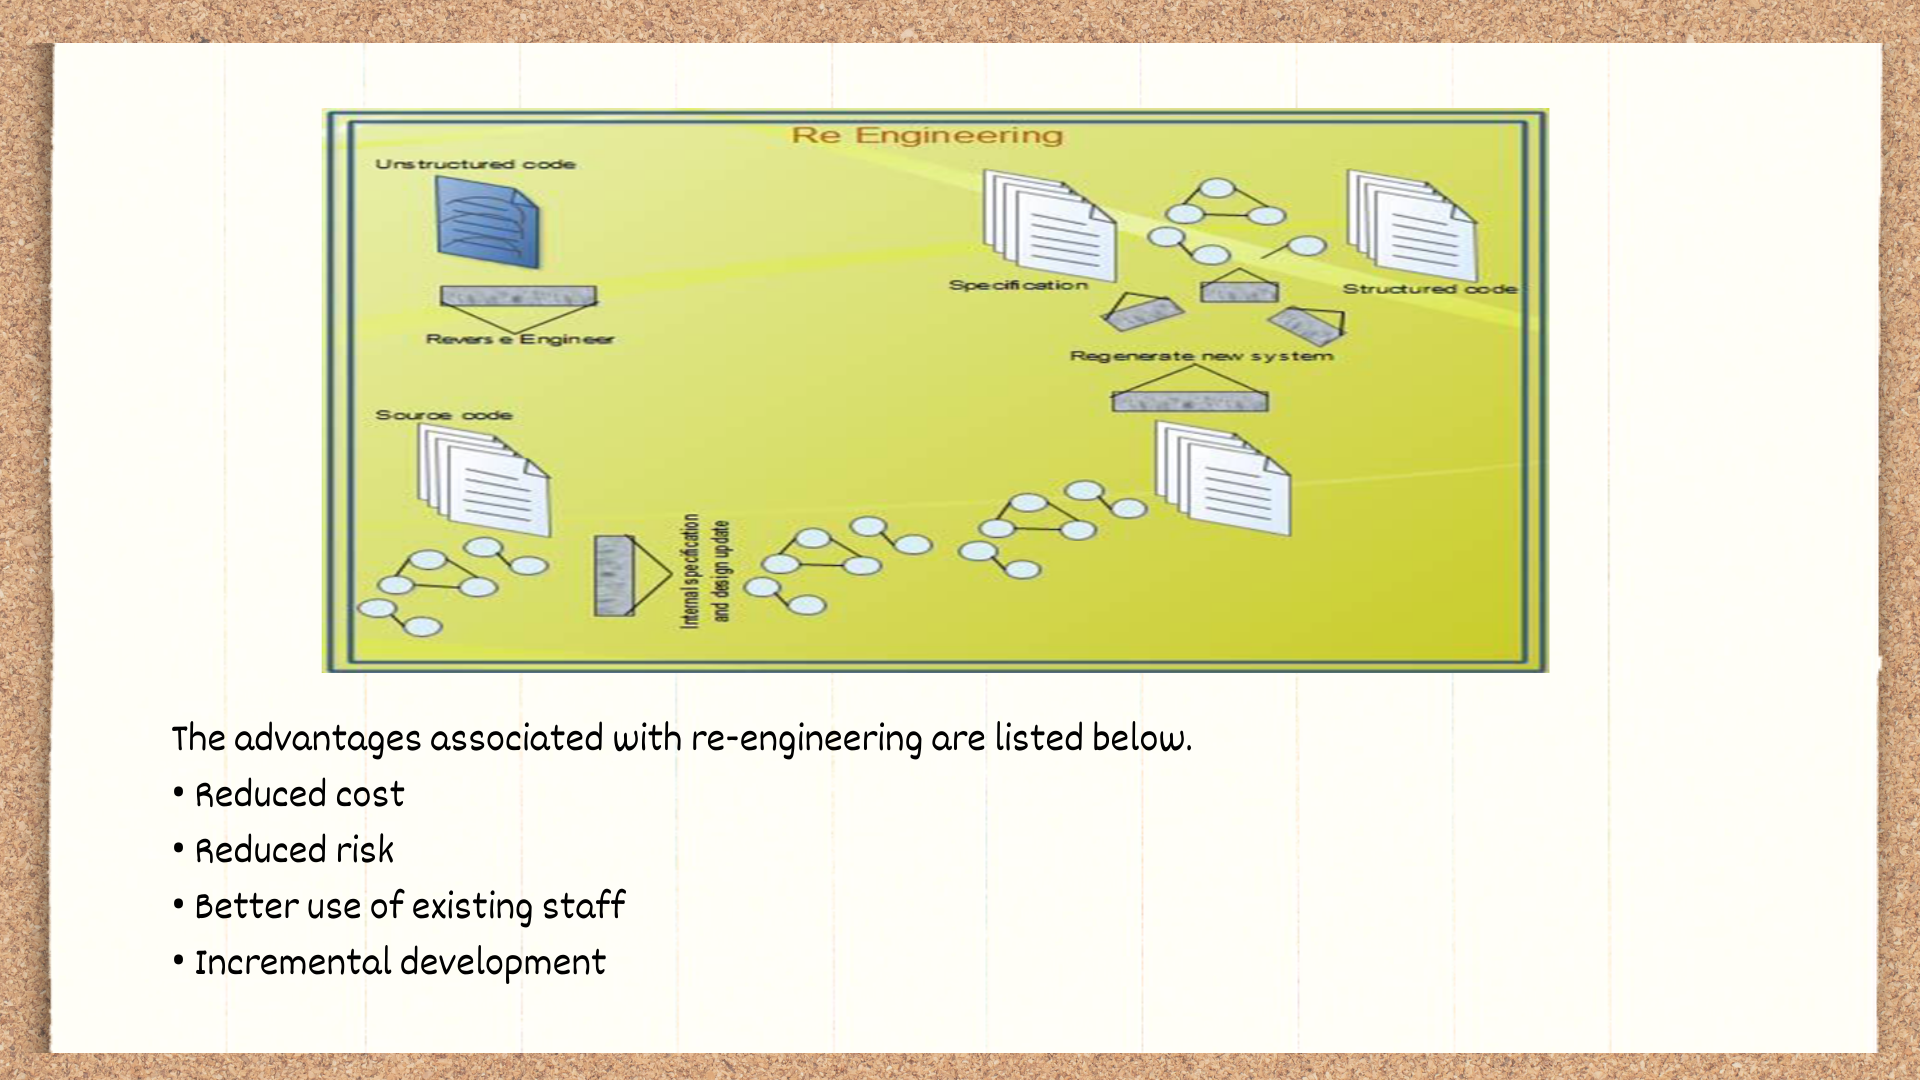 Re Engineering
Unstructured code
Reverse Engineer
Source code
Internal specification
and design update
Specification
Structured code
Regenerate new system
The advantages associated with re-engineering are listed below.
• Reduced cost
• Reduced risk
• Better use of existing staff
• Incremental development